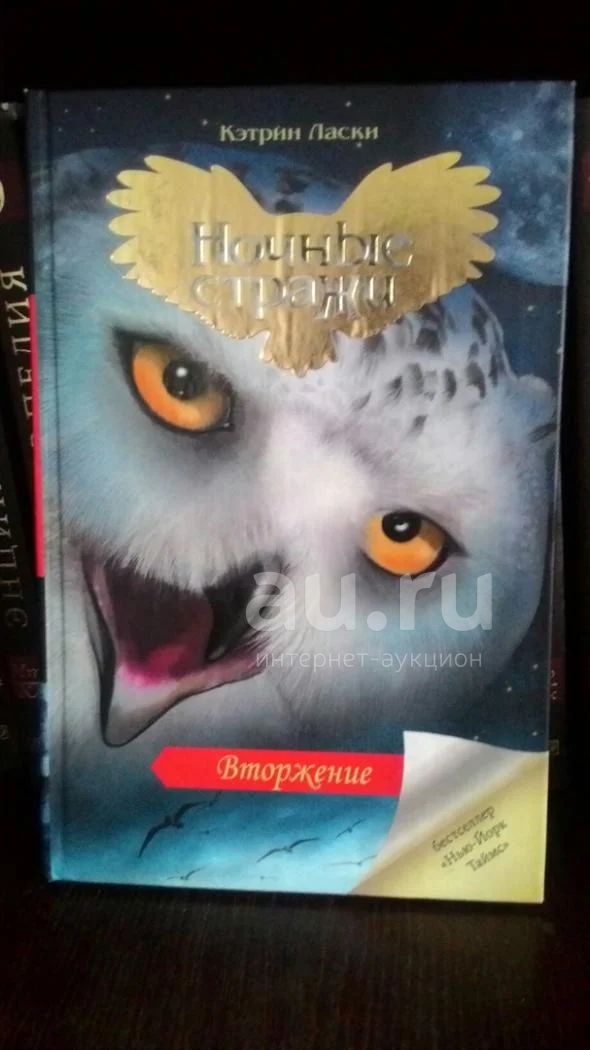 Кэтрин Ласки
Ночные
стражи
au.ru
интернет-аукцион
Вторжение
бестселлер
«Нью-Йорк
Таймс»